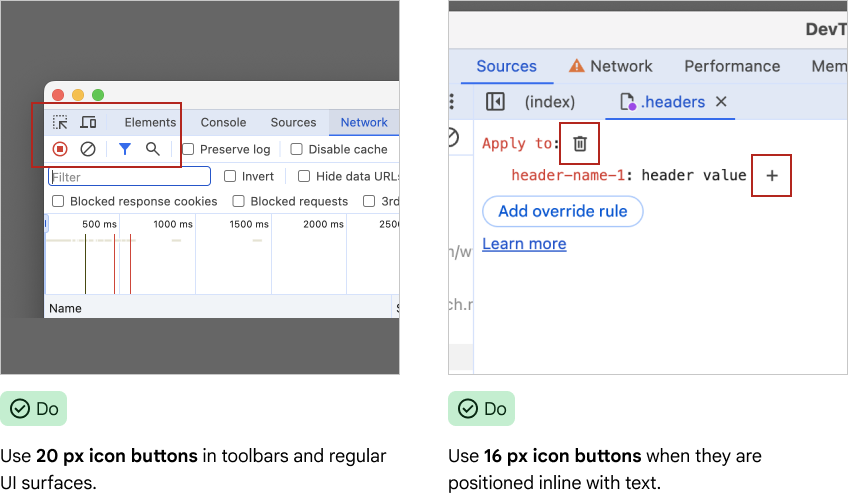 Elements Console Sources Network
Preserve log Disable cache
Filter Invert Hide data URLs
Blocked response cookies Blocked requests 3rd
500 ms 1000 ms 1500 ms 2000 ms 250
Name
Do
Use 20 px icon buttons in toolbars and regular
UI surfaces.
DevT
Sources Network Performance Mem
(index) .headers
Apply to:
header-name-1: header value
Add override rule
Learn more
n/w
ch.r
Do
Use 16 px icon buttons when they are
positioned inline with text.